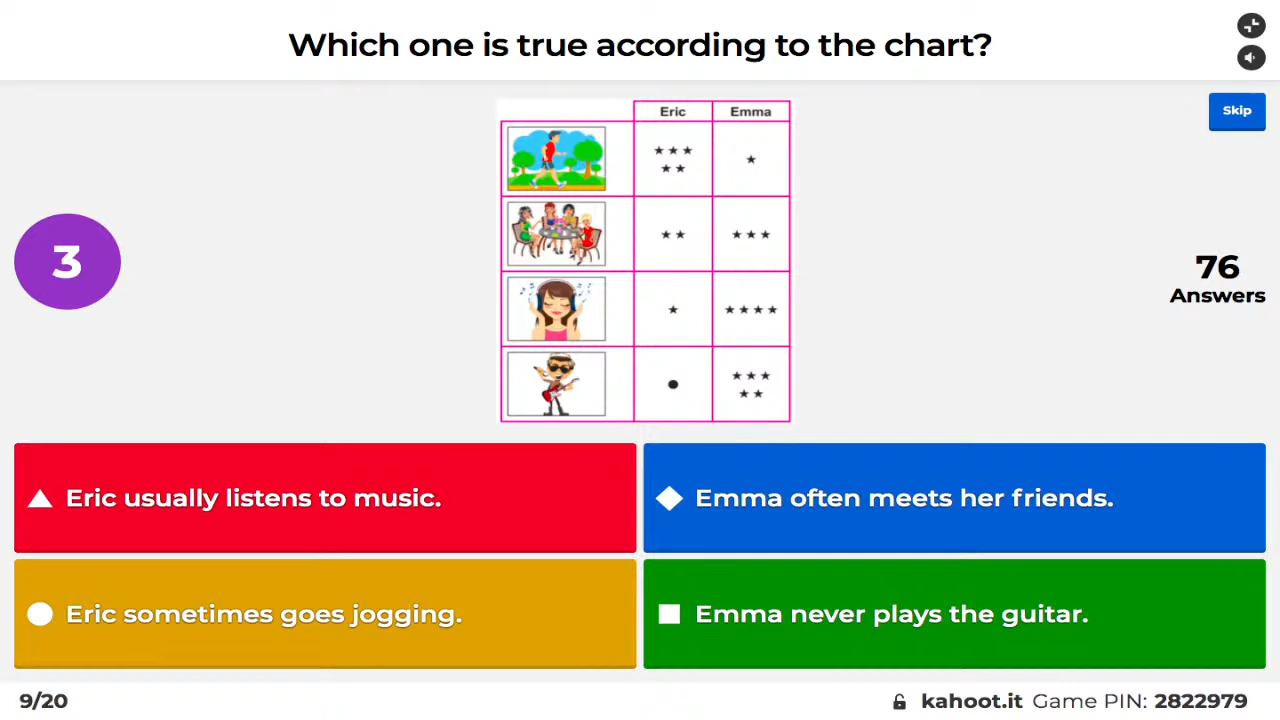 Which one is true according to the chart?
Skip
Eric Emma
3
76
Answers
Eric usually listens to music.
Emma often meets her friends.
Eric sometimes goes jogging.
Emma never plays the guitar.
9/20
kahoot.it Game PIN: 2822979